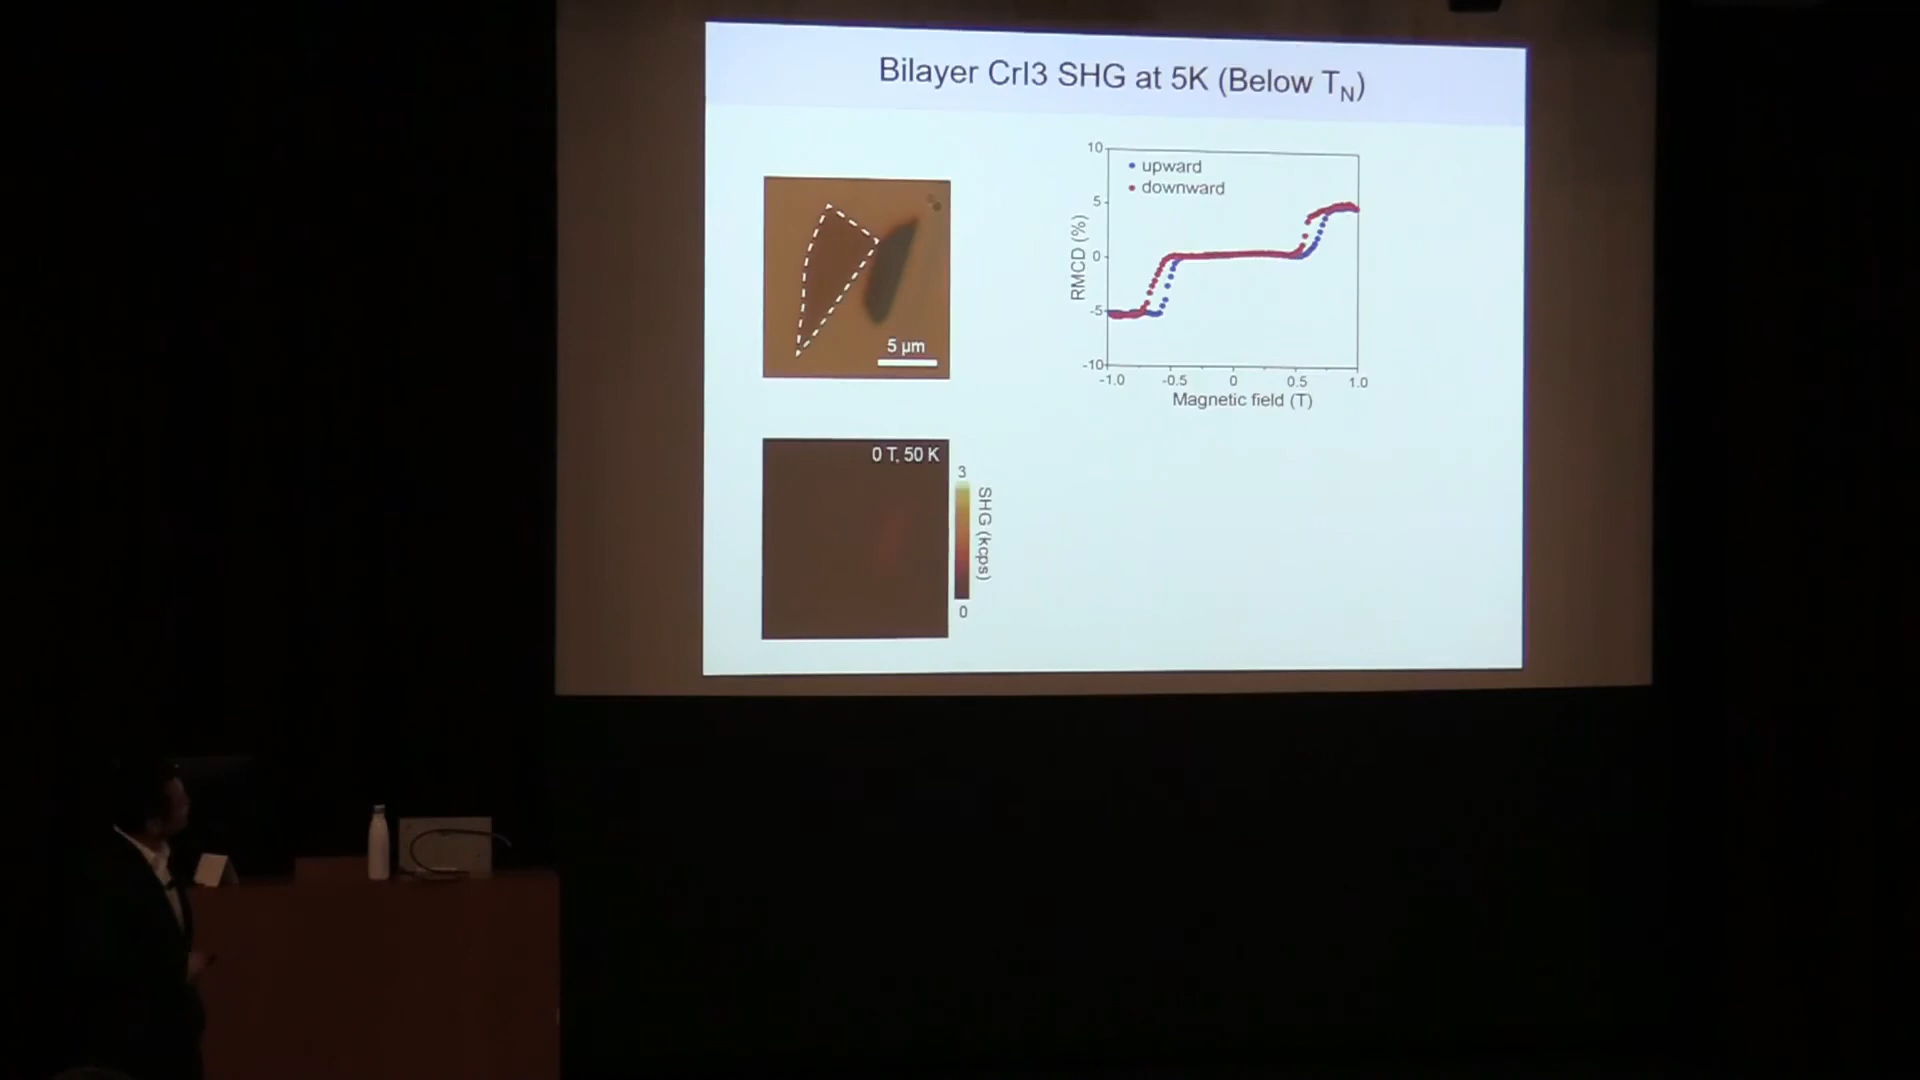 Bilayer CrI3 SHG at 5K (Below TN)
5 µm
10
5
0
-5
-10
RMCD (%)
upward
downward
-1.0 -0.5 0 0.5 1.0
Magnetic field (T)
0 T, 50 K
3
0
SHG (kcps)